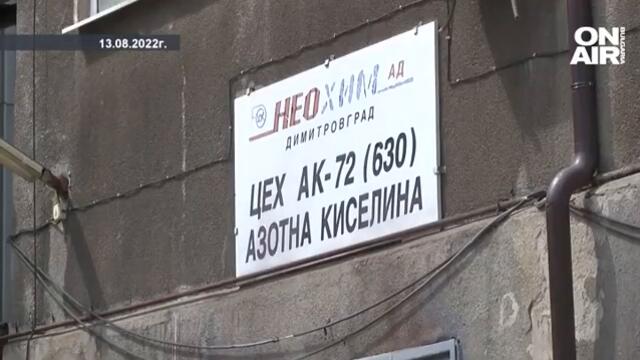 13.08.2022г.
ON
AIR
BULGARIA
НЕОХИМ АД
ДИМИТРОВГРАД
ЦЕХ АК-72 (630)
АЗОТНА КИСЕЛИНА